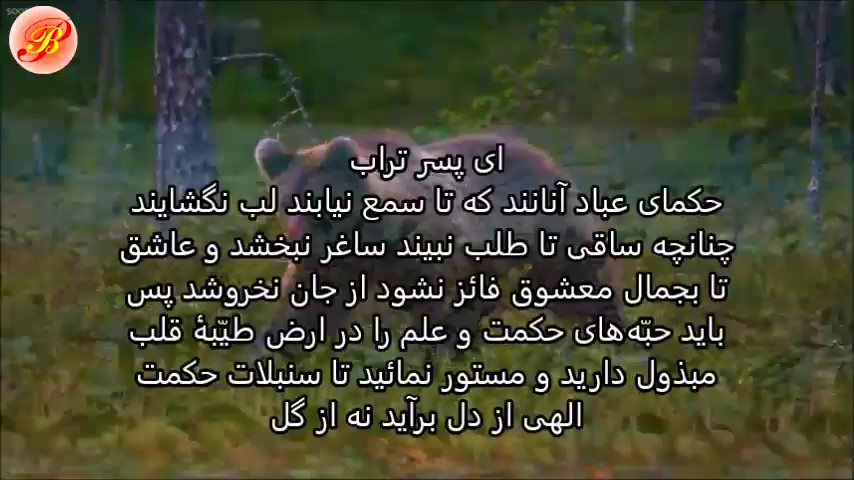 B
ای پسر تراب
حکمای عباد آنانند که تا سمع نیابند لب نگشایند
چنانچه ساقی تا طلب نبیند ساغر نبخشد و عاشق
تا بجمال معشوق فائز نشود از جان نخروشد پس
باید حبّه‌های حکمت و علم را در ارض طیّبهٔ قلب
مبذول دارید و مستور نمائید تا سنبلات حکمت
الهی از دل برآید نه از گل